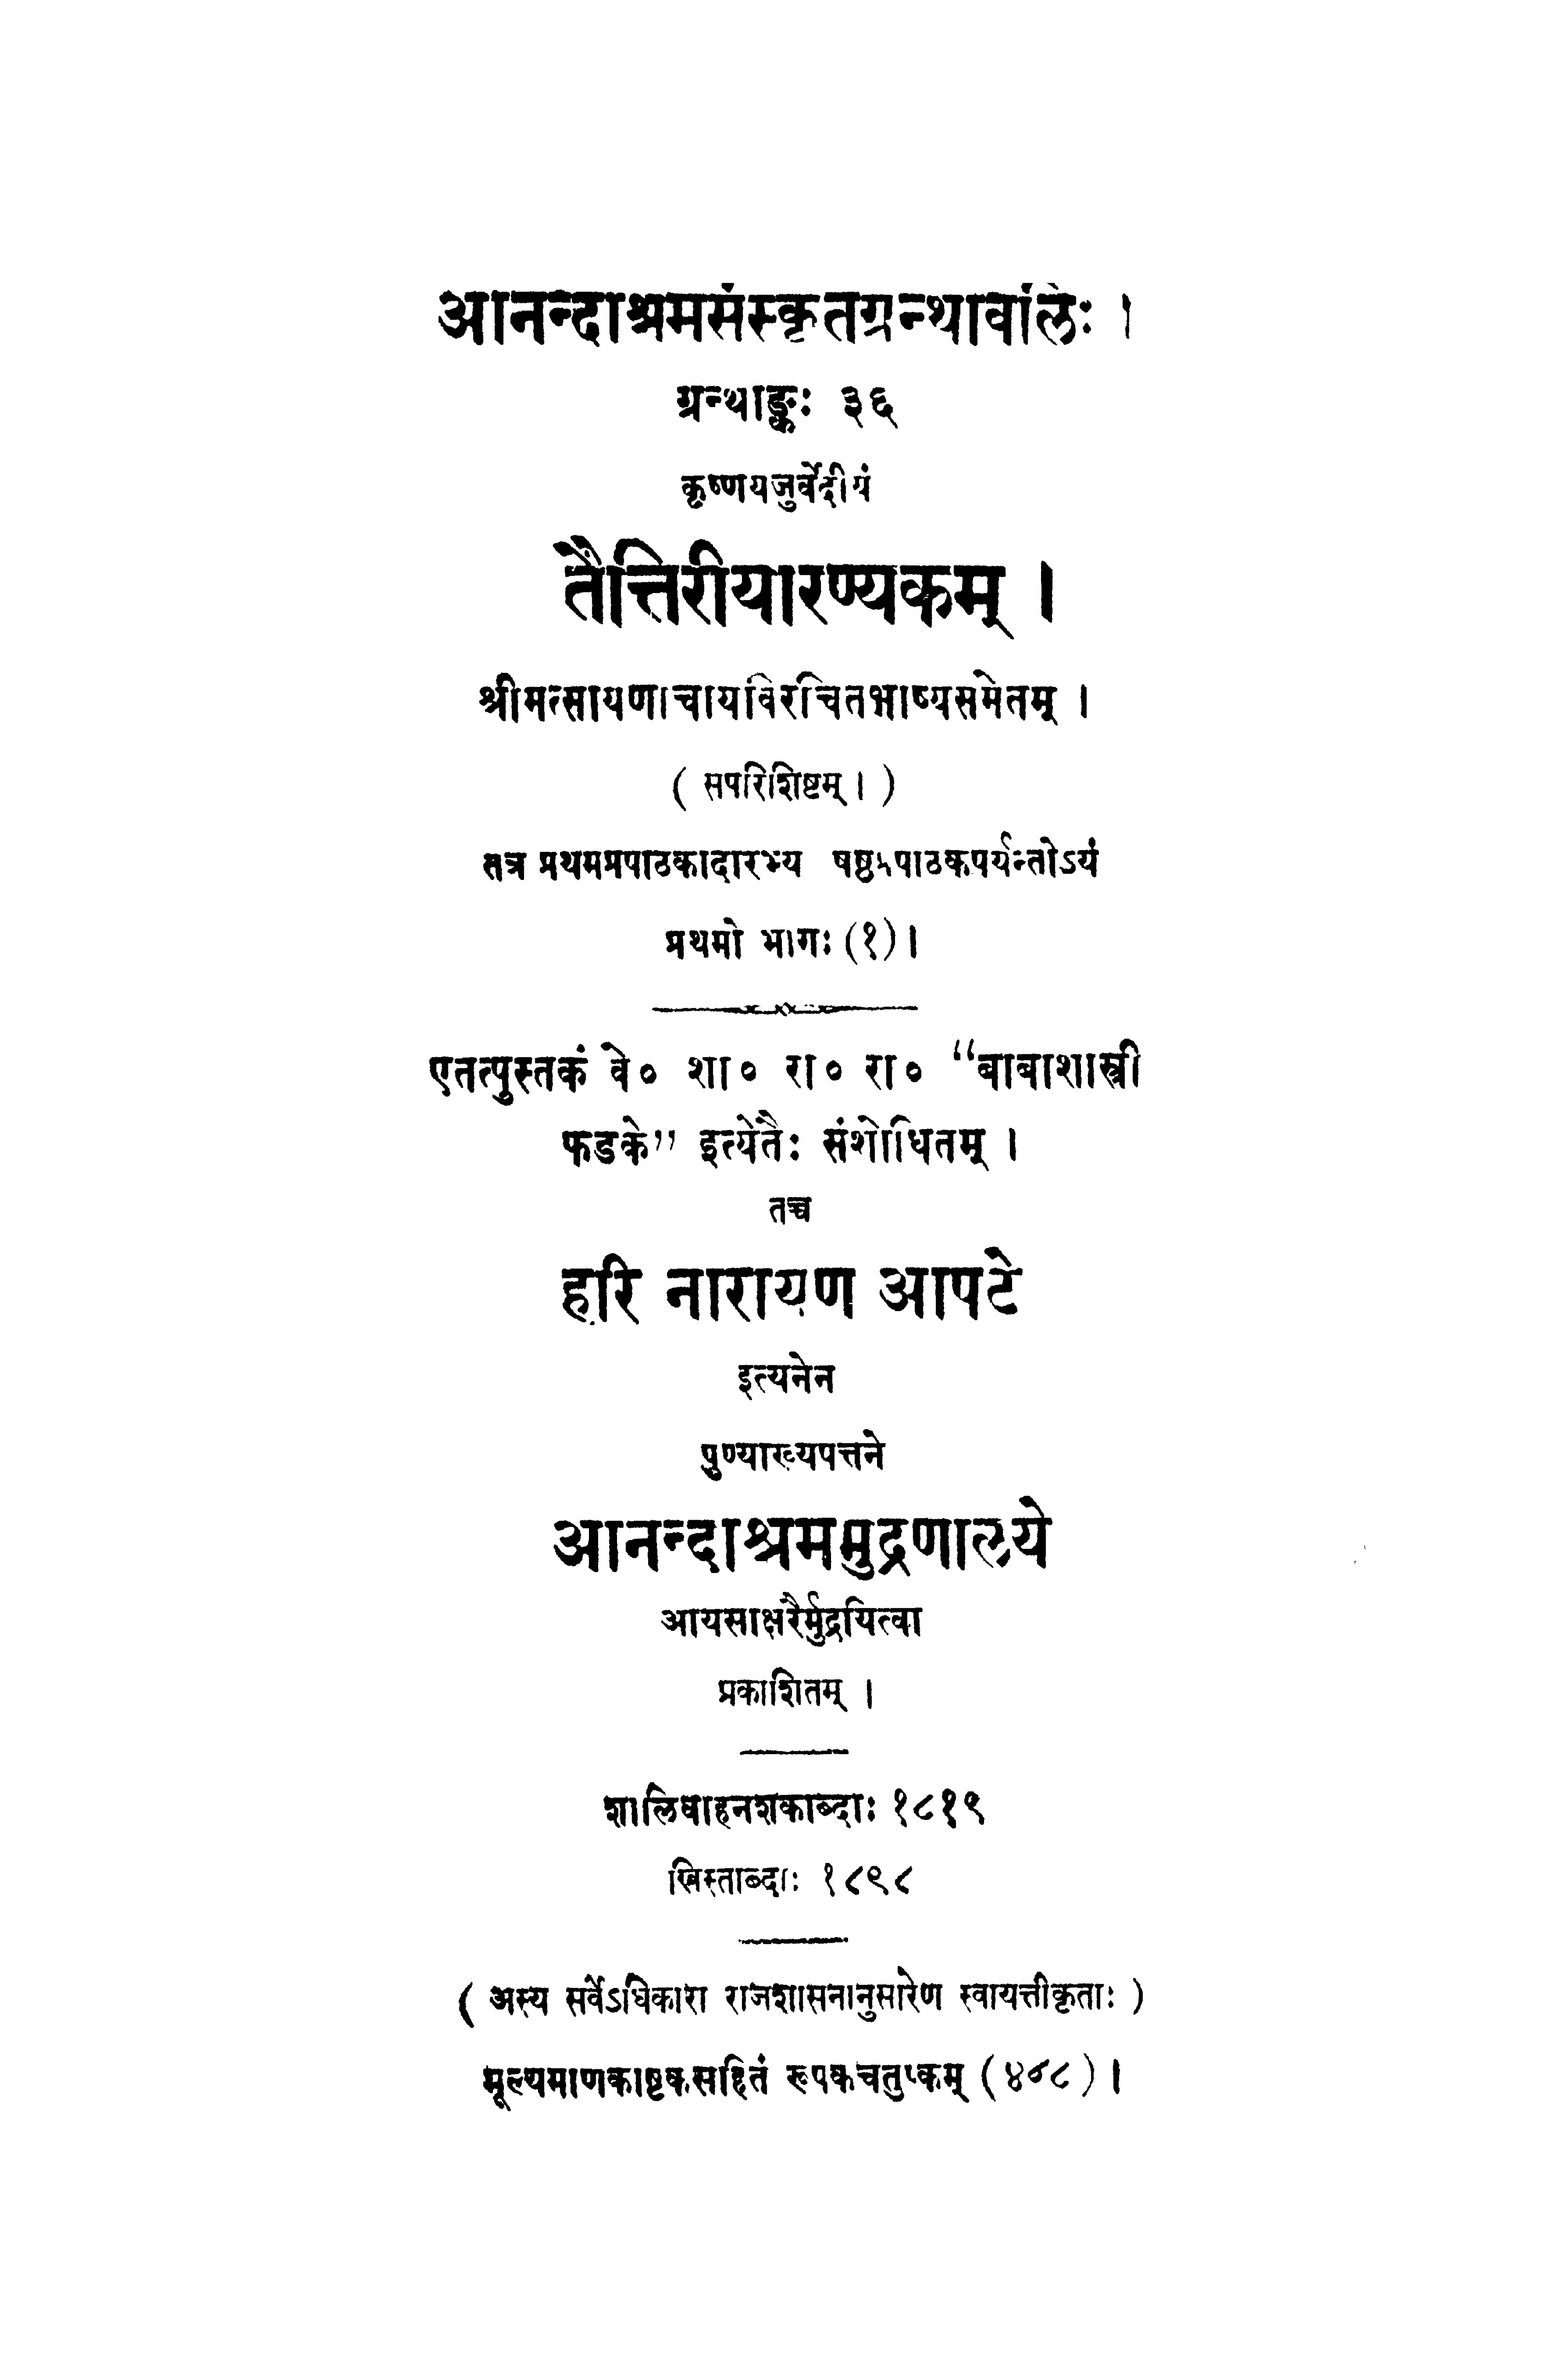 आनन्दाश्रमसंस्कृतग्रन्थावलिः ।
ग्रन्थाङ्कः ३६
कृष्णयजुर्वेदीयं
तैत्तिरीयारण्यकम् ।
श्रीमत्सायणाचार्यविरचितभाष्यसमेतम् ।
( सपरिशिष्टम् । )
तत्र प्रथमप्रपाठकादारभ्य षष्ठप्रपाठकपर्यन्तोऽयं
प्रथमो भागः (१) ।
एतत्पुस्तकं वे० शा० रा० रा० “बाबाशास्त्री
फडके” इत्येतैः संशोधितम् ।
तच्च
हरि नारायण आपटे
इत्यनेन
पुण्याख्यपत्तने
आनन्दाश्रममुद्रणालये
आयसाक्षरैर्मुद्रयित्वा
प्रकाशितम् ।
शालिवाहनशकाब्दाः १८१९
ख्रिस्ताब्दाः १८९८
( अस्य सर्वेऽधिकारा राजशासनानुसारेण स्वायत्तीकृताः )
मूल्यमाणकाष्टकसहितं रूपकचतुष्कम् (४४८) ।